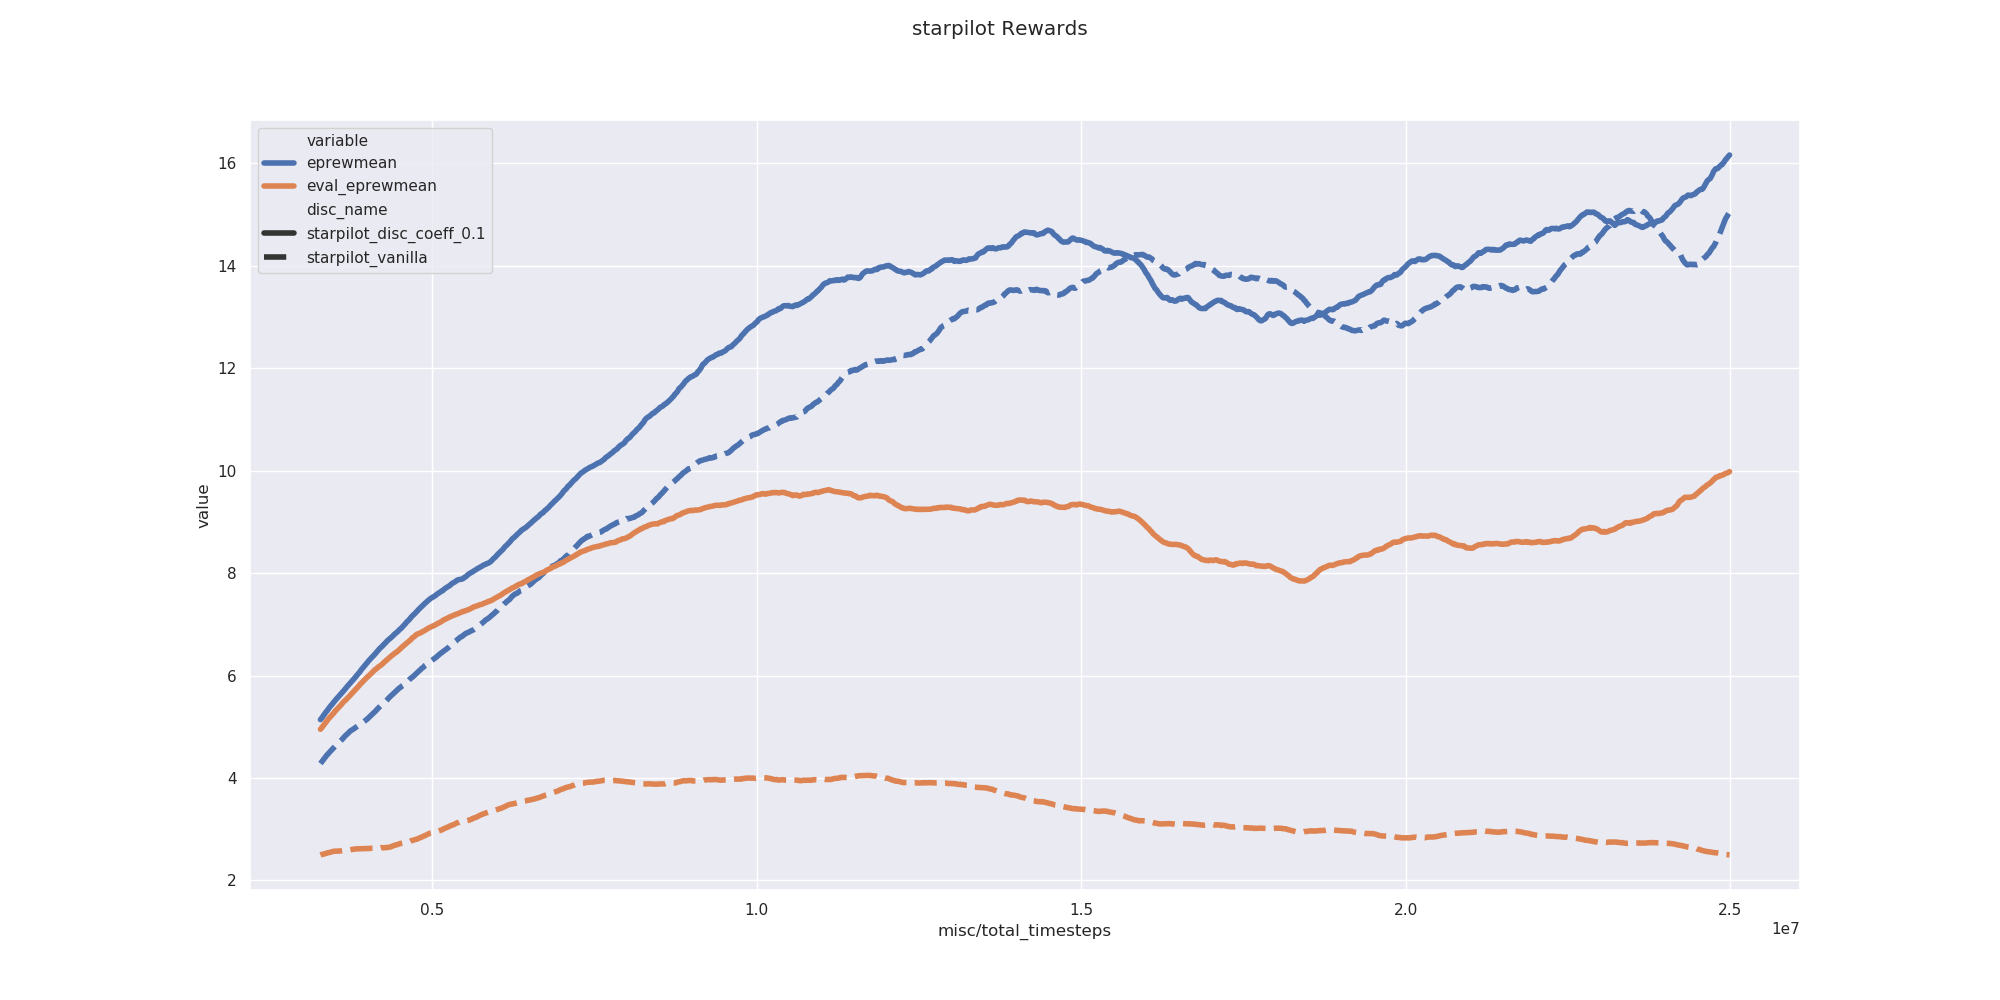 starpilot Rewards
variable
eprewmean
eval_eprewmean
disc_name
starpilot_disc_coeff_0.1
starpilot_vanilla
16
14
12
10
8
6
4
2
value
0.5
1.0
1.5
2.0
2.5
1e7
misc/total_timesteps